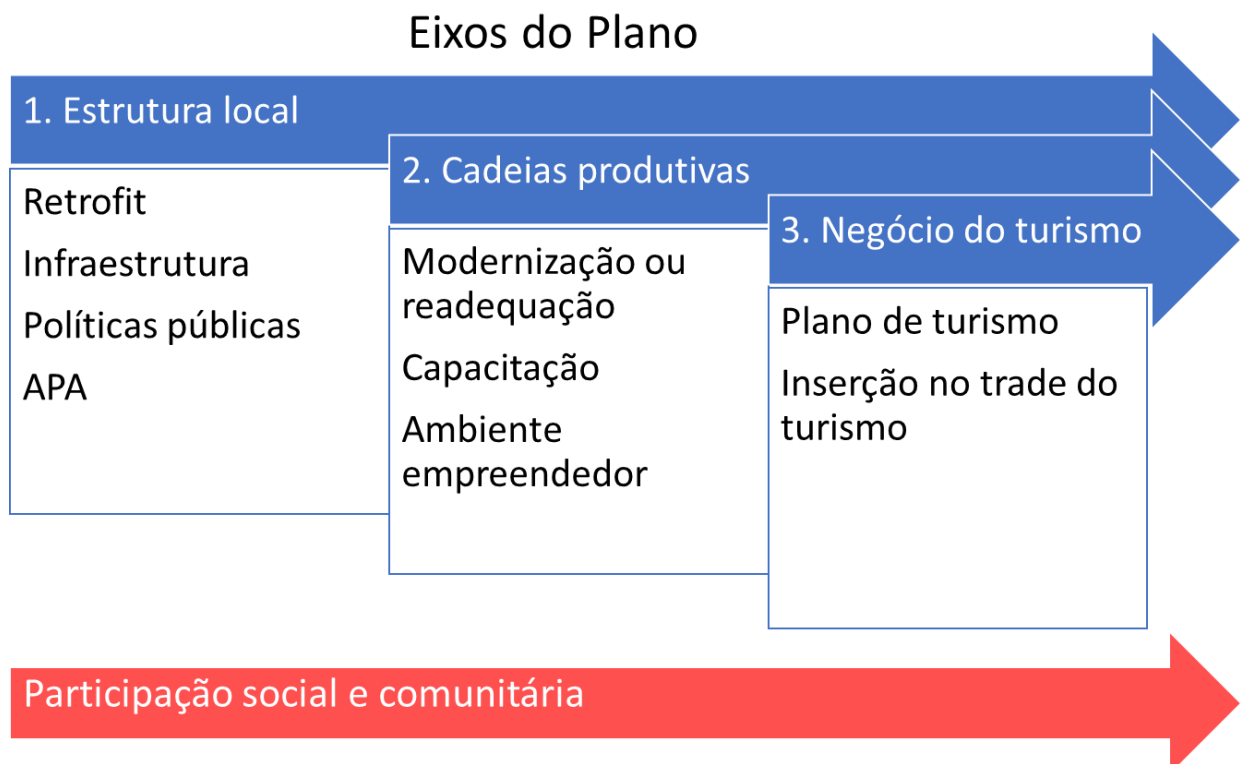 Eixos do Plano
1. Estrutura local
Retrofit
Infraestrutura
Políticas públicas
APA
2. Cadeias produtivas
Modernização ou
readequação
Capacitação
Ambiente
empreendedor
3. Negócio do turismo
Plano de turismo
Inserção no trade do
turismo
Participação social e comunitária